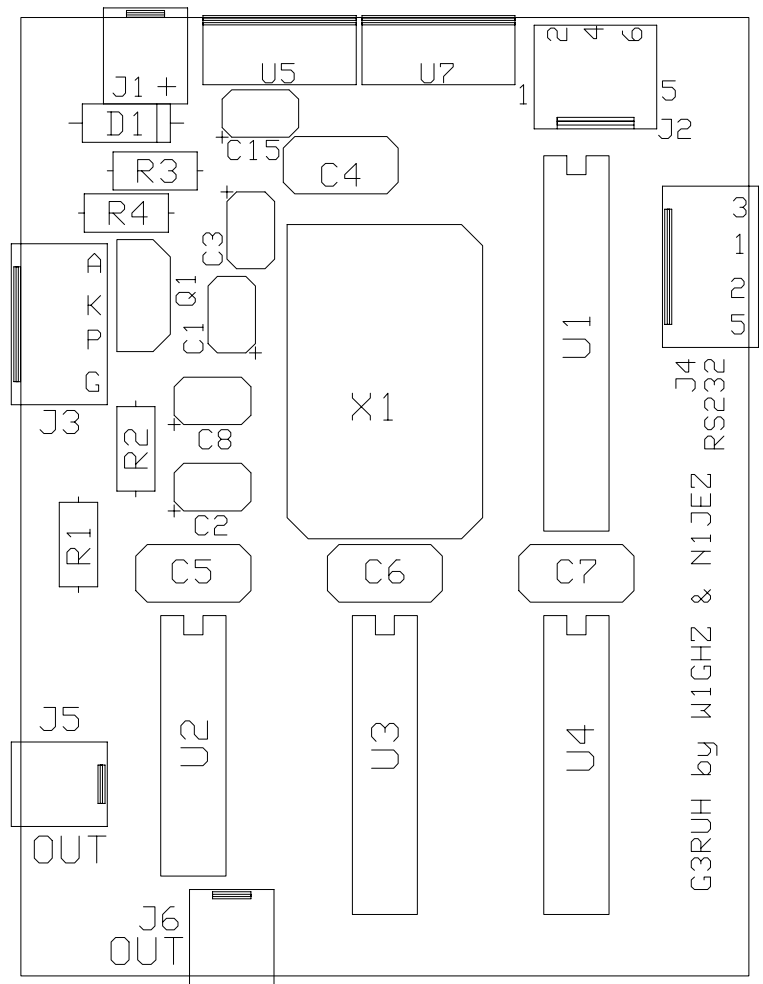 2 4 6
U5
U7
J1 +
1
5
D1
J2
C15
R3
C4
R4
3
1
2
5
C3
A
K
P
G
Q1
C1
U1
J4
RS232
X1
J3
C8
R2
C2
R1
C5
C6
C7
G3RUH by W1GHZ & N1JEZ
J5
U2
U3
U4
OUT
J6
OUT